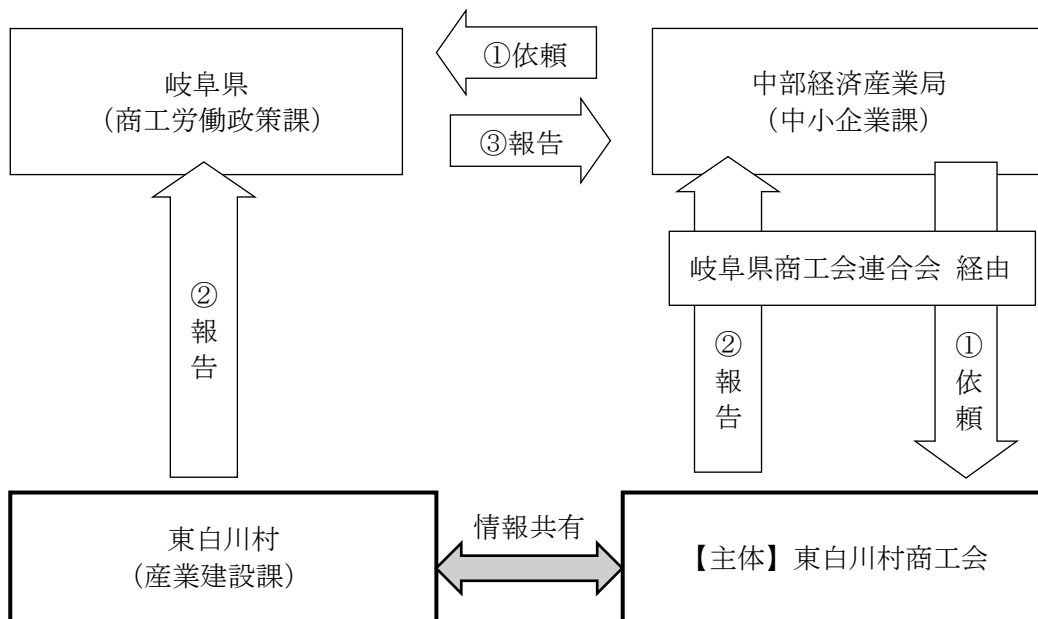 ①依頼
岐阜県
（商工労働政策課）
中部経済産業局
（中小企業課）
③報告
岐阜県商工会連合会 経由
②報告
②報告
①依頼
東白川村
（産業建設課）
情報共有
【主体】東白川村商工会